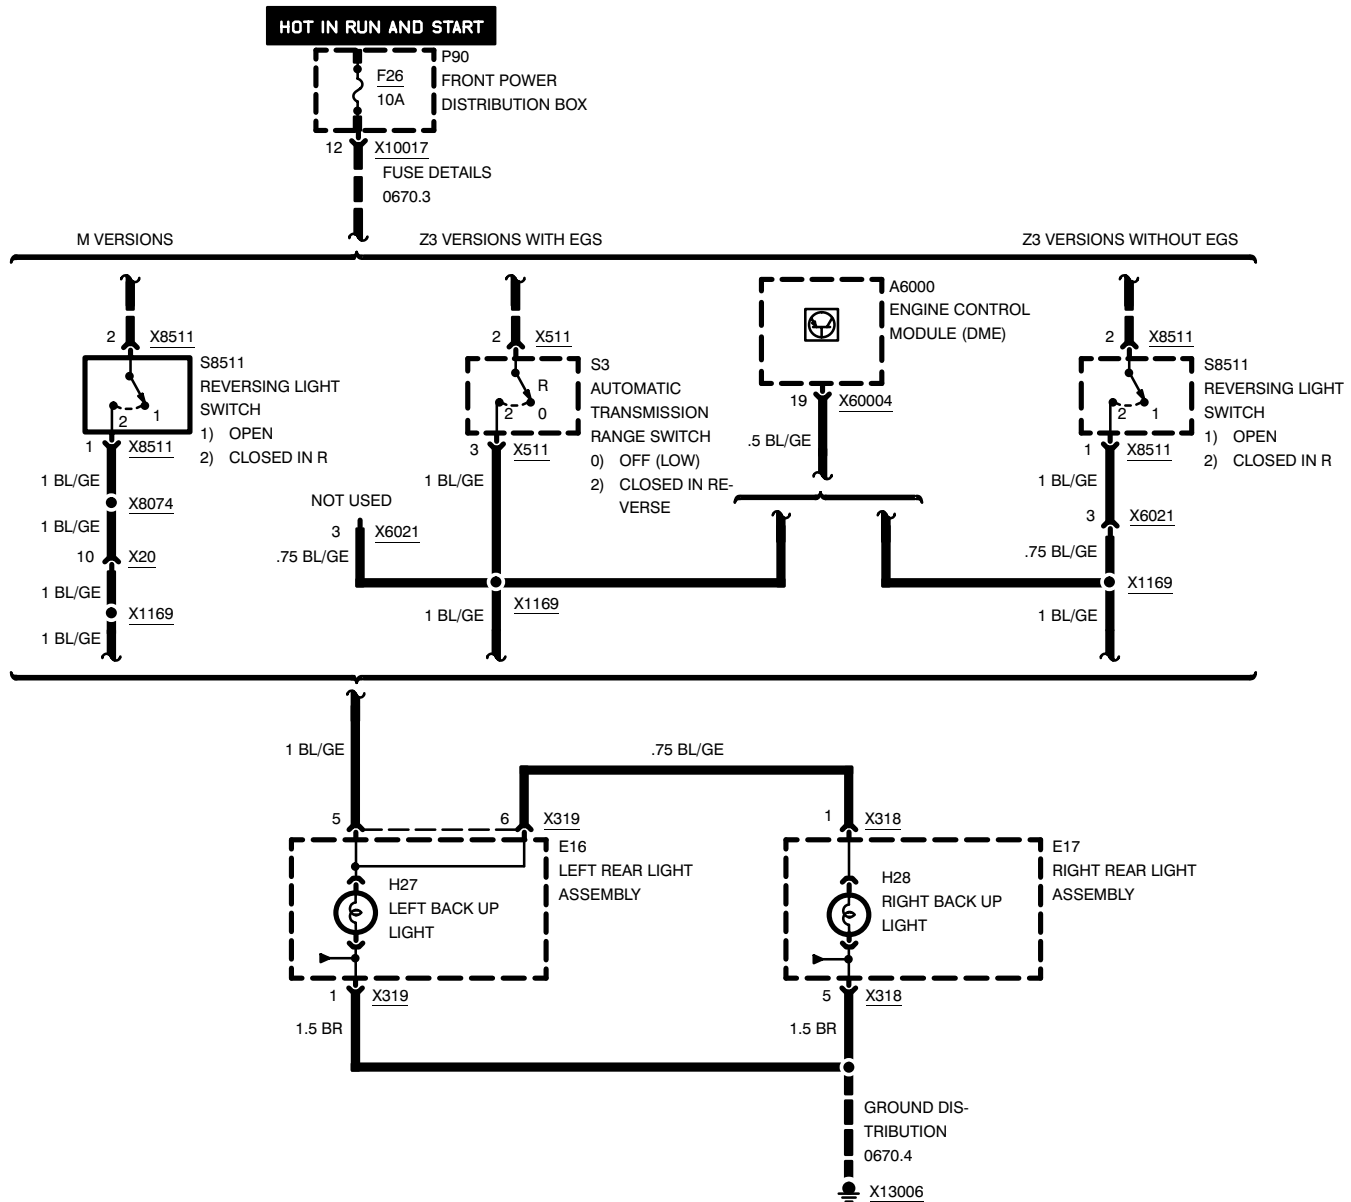 HOT IN RUN AND START
P90
FRONT POWER
DISTRIBUTION BOX
F26
10A
12 X10017
FUSE DETAILS
0670.3
M VERSIONS
Z3 VERSIONS WITH EGS
Z3 VERSIONS WITHOUT EGS
2 X8511
S8511
REVERSING LIGHT
SWITCH
1) OPEN
2) CLOSED IN R
2 1
1 X8511
1 BL/GE
X8074
1 BL/GE
10 X20
1 BL/GE
X1169
1 BL/GE
2 X511
S3
AUTOMATIC
TRANSMISSION
RANGE SWITCH
0) OFF (LOW)
2) CLOSED IN RE-
VERSE
R
2 0
3 X511
1 BL/GE
NOT USED
3 X6021
.75 BL/GE
X1169
1 BL/GE
A6000
ENGINE CONTROL
MODULE (DME)
19 X60004
.5 BL/GE
2 X8511
S8511
REVERSING LIGHT
SWITCH
1) OPEN
2) CLOSED IN R
2 1
1 X8511
1 BL/GE
3 X6021
.75 BL/GE
X1169
1 BL/GE
1 BL/GE
.75 BL/GE
5
6 X319
E16
LEFT REAR LIGHT
ASSEMBLY
H27
LEFT BACK UP
LIGHT
1 X319
1.5 BR
1 X318
E17
RIGHT REAR LIGHT
ASSEMBLY
H28
RIGHT BACK UP
LIGHT
5 X318
1.5 BR
GROUND DIS-
TRIBUTION
0670.4
X13006